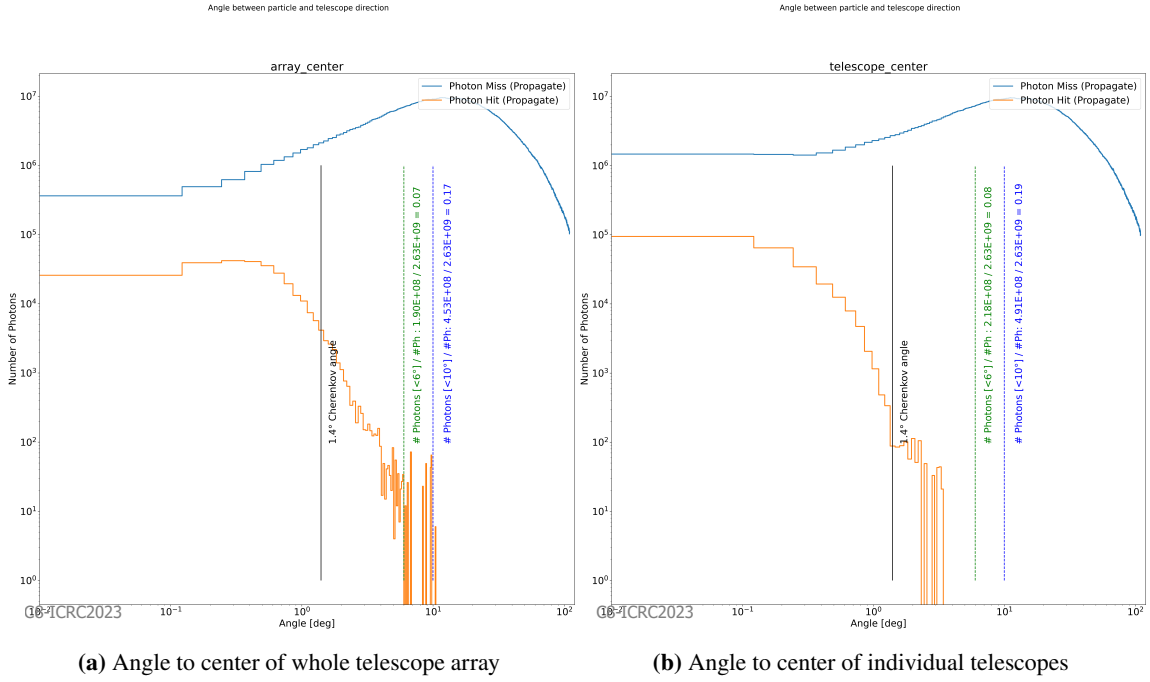 Angle between particle and telescope direction
array_center
Photon Miss (Propagate)
Photon Hit (Propagate)
10⁷
10⁶
10⁵
10⁴
10³
10²
10¹
10⁰
Number of Photons
1.4° Cherenkov angle
# Photons [<6°] / #Ph : 1.90E+08 / 2.63E+09 = 0.07
# Photons [<10°] / #Ph: 4.53E+08 / 2.63E+09 = 0.17
10⁻¹
10⁰
10¹
10²
Angle [deg]
GS-ICRC2023
(a) Angle to center of whole telescope array
Angle between particle and telescope direction
telescope_center
Photon Miss (Propagate)
Photon Hit (Propagate)
10⁷
10⁶
10⁵
10⁴
10³
10²
10¹
10⁰
Number of Photons
1.4° Cherenkov angle
# Photons [<6°] / #Ph : 2.18E+08 / 2.63E+09 = 0.08
# Photons [<10°] / #Ph: 4.91E+08 / 2.63E+09 = 0.19
10⁻¹
10⁰
10¹
10²
Angle [deg]
GS-ICRC2023
(b) Angle to center of individual telescopes